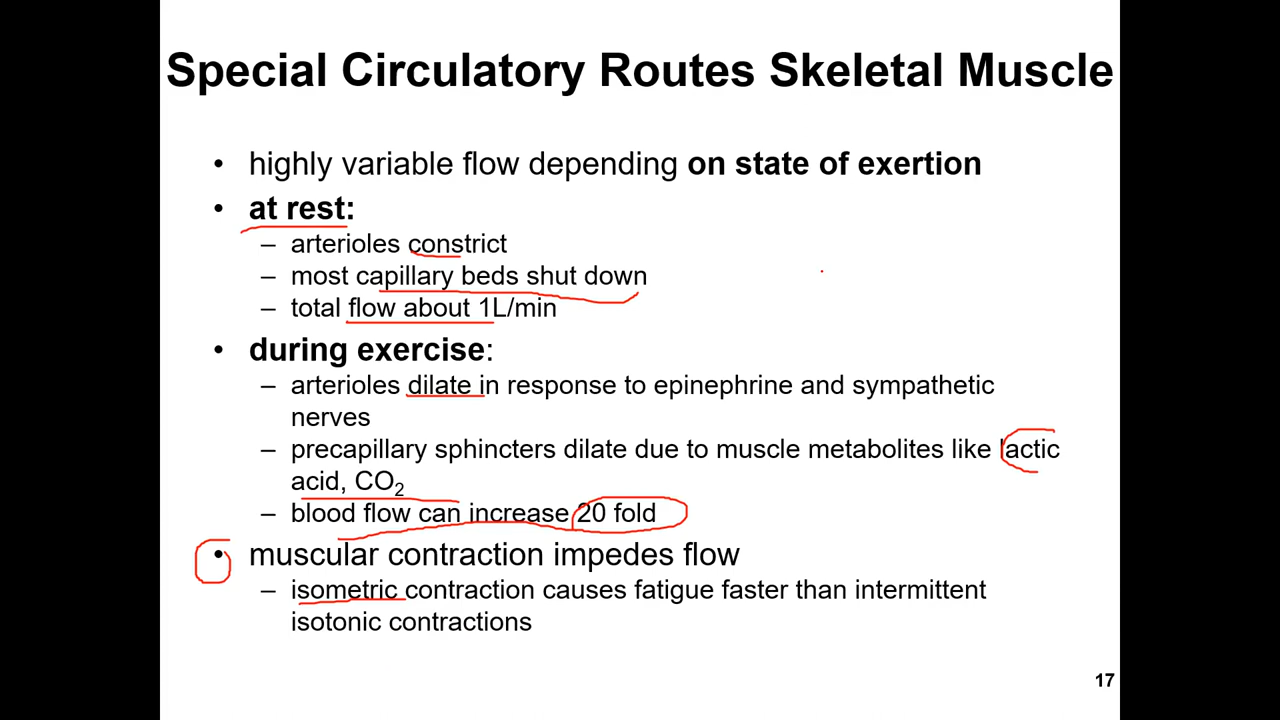 Special Circulatory Routes Skeletal Muscle
• highly variable flow depending on state of exertion
• at rest:
– arterioles constrict
– most capillary beds shut down
– total flow about 1L/min
• during exercise:
– arterioles dilate in response to epinephrine and sympathetic
nerves
– precapillary sphincters dilate due to muscle metabolites like lactic
acid, CO₂
– blood flow can increase 20 fold
• muscular contraction impedes flow
– isometric contraction causes fatigue faster than intermittent
isotonic contractions
17